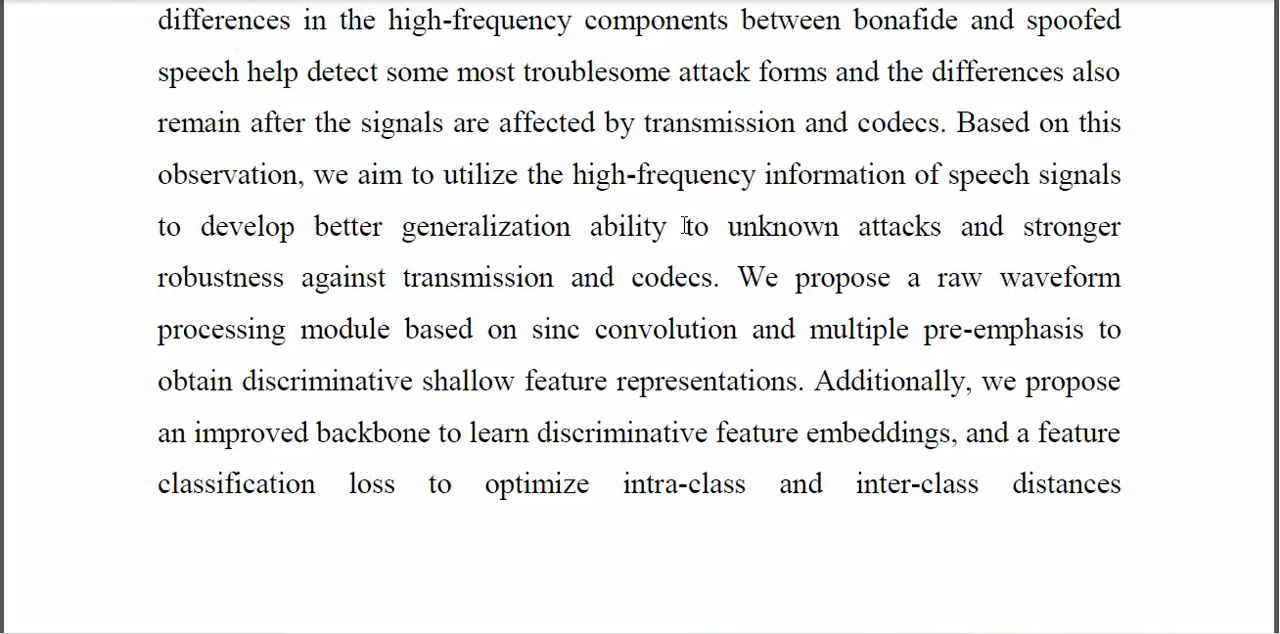 differences in the high-frequency components between bonafide and spoofed
speech help detect some most troublesome attack forms and the differences also
remain after the signals are affected by transmission and codecs. Based on this
observation, we aim to utilize the high-frequency information of speech signals
to develop better generalization ability to unknown attacks and stronger
robustness against transmission and codecs. We propose a raw waveform
processing module based on sinc convolution and multiple pre-emphasis to
obtain discriminative shallow feature representations. Additionally, we propose
an improved backbone to learn discriminative feature embeddings, and a feature
classification loss to optimize intra-class and inter-class distances